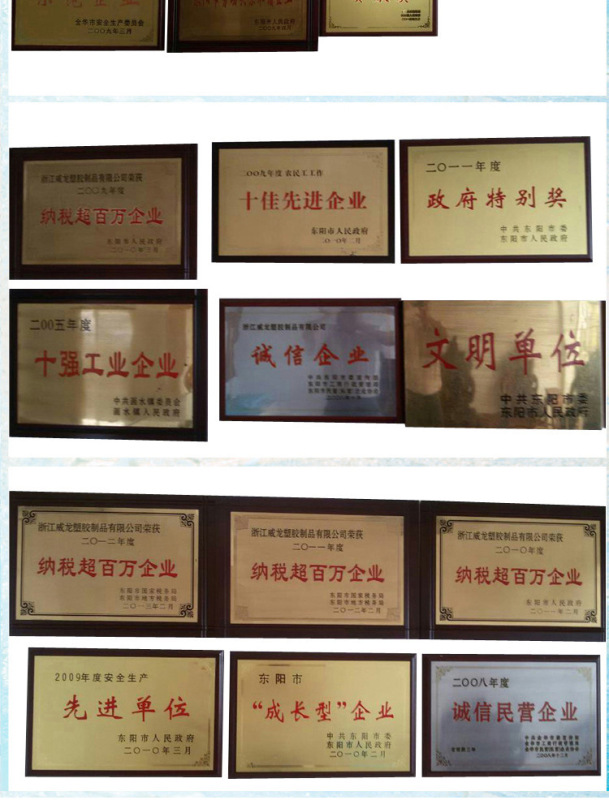 示范企业
金华市安全生产委员会
二〇〇九年三月
东阳市人民政府
浙江威龙塑胶制品有限公司荣获
二〇〇九年度
纳税超百万企业
东阳市人民政府
二〇一〇年二月
二〇〇九年度 农民工工作
十佳先进企业
东阳市人民政府
二〇一〇年二月
二〇一一年度
政府特别奖
中共东阳市委
东阳市人民政府
二〇〇五年度
十强工业企业
中共画水镇委员会
画水镇人民政府
浙江威龙塑胶制品有限公司
诚信企业
文明单位
中共东阳市委
东阳市人民政府
浙江威龙塑胶制品有限公司荣获
二〇一二年度
纳税超百万企业
东阳市国家税务局
东阳市地方税务局
二〇一三年二月
浙江威龙塑胶制品有限公司荣获
二〇一一年度
纳税超百万企业
东阳市国家税务局
东阳市地方税务局
二〇一二年二月
浙江威龙塑胶制品有限公司荣获
二〇一〇年度
纳税超百万企业
东阳市人民政府
二〇一一年二月
2009年度安全生产
先进单位
东阳市人民政府
二〇一〇年三月
东阳市
“成长型”企业
中共东阳市委
东阳市人民政府
二〇一〇年二月
二〇〇八年度
诚信民营企业